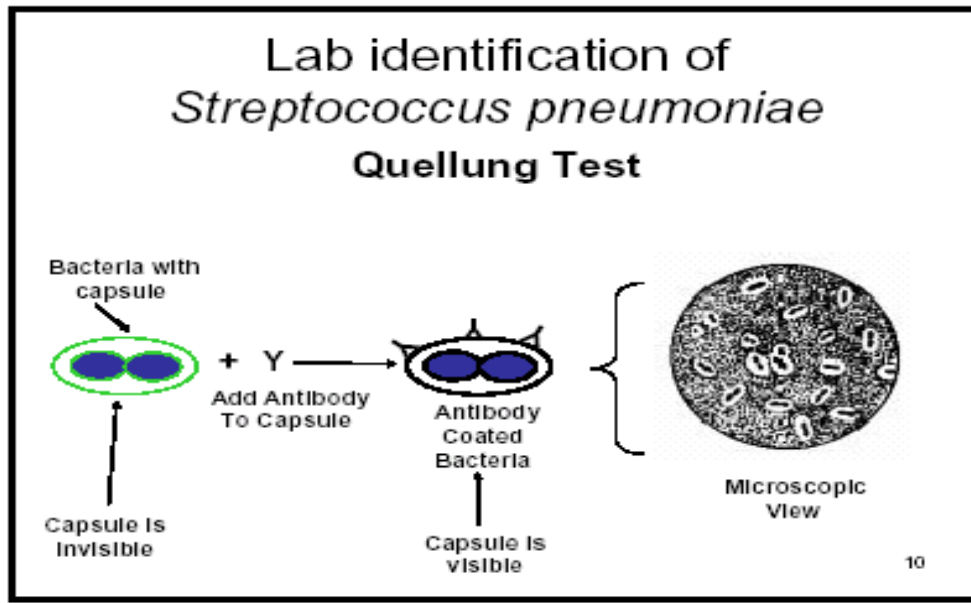 Lab identification of
Streptococcus pneumoniae
Quellung Test
Bacteria with
capsule
+ Y
Add Antibody
To Capsule
Antibody
Coated
Bacteria
Capsule is
invisible
Capsule is
visible
Microscopic
View
10